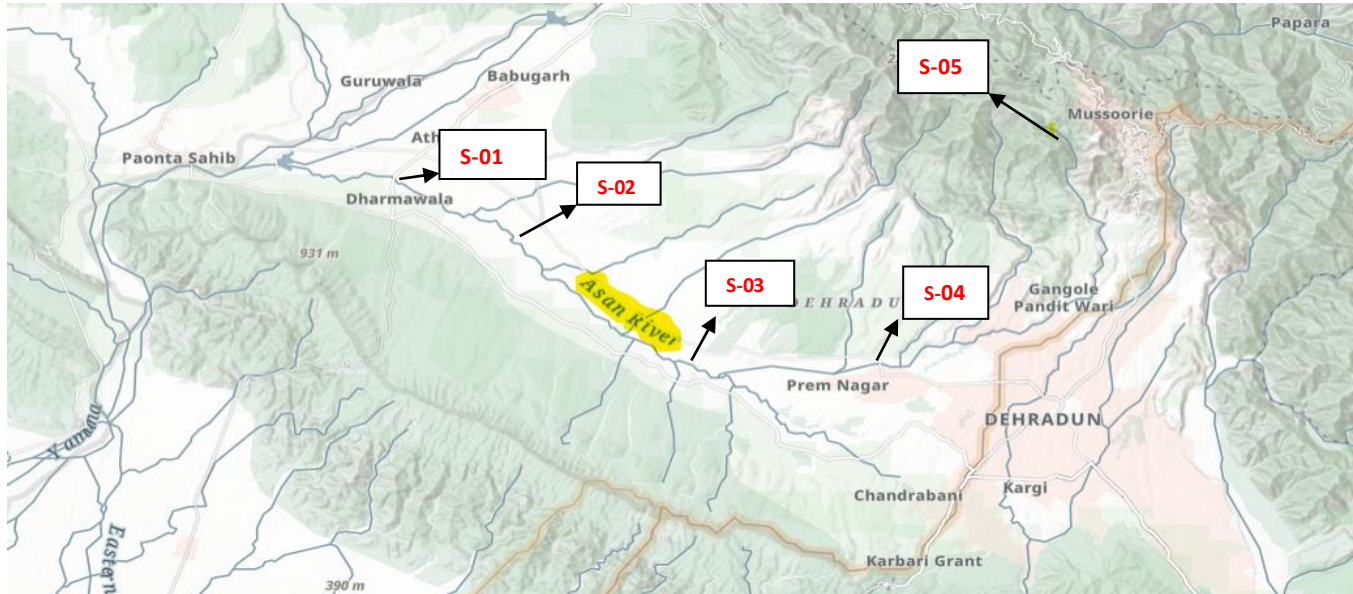 Papara
S-05
Guruwala
Babugarh
Mussoorie
Ath
S-01
Paonta Sahib
S-02
Dharmawala
931 m
S-03
S-04
DEHRADU
Gangole
Pandit Wari
Asan River
Prem Nagar
DEHRADUN
Yamuna
Chandrabani
Kargi
Eastern
Karbari Grant
390 m